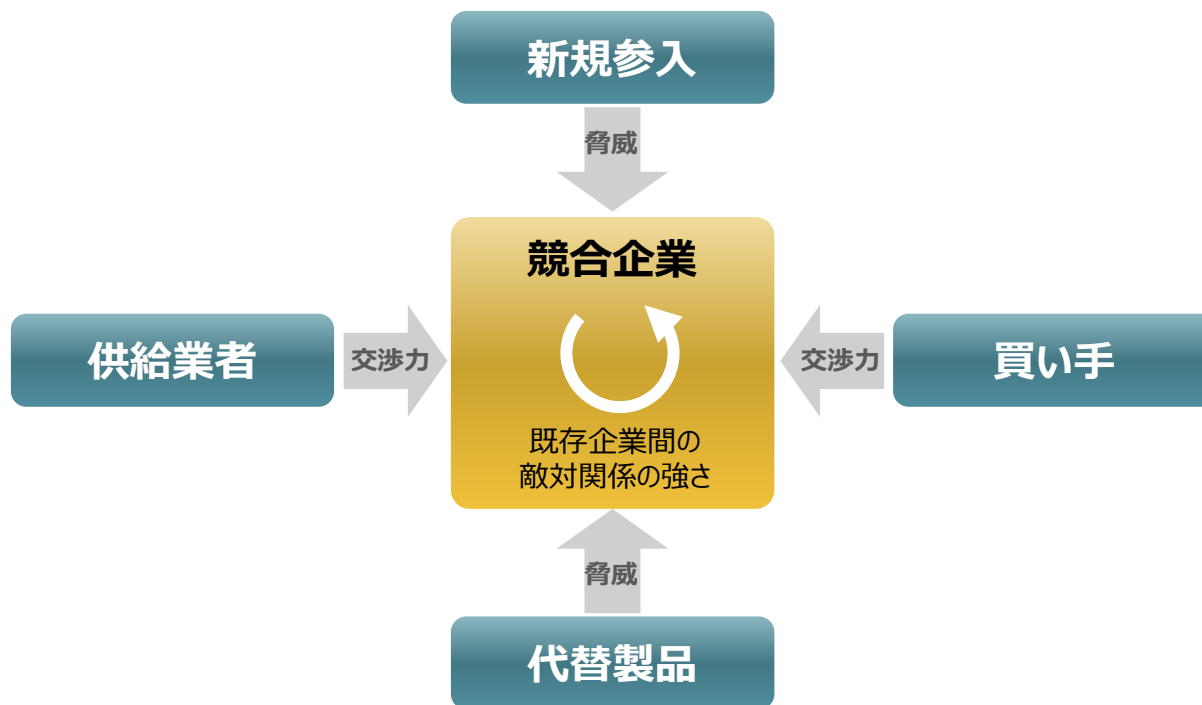 新規参入
脅威
競合企業
供給業者
交渉力
交渉力
買い手
既存企業間の
敵対関係の強さ
脅威
代替製品